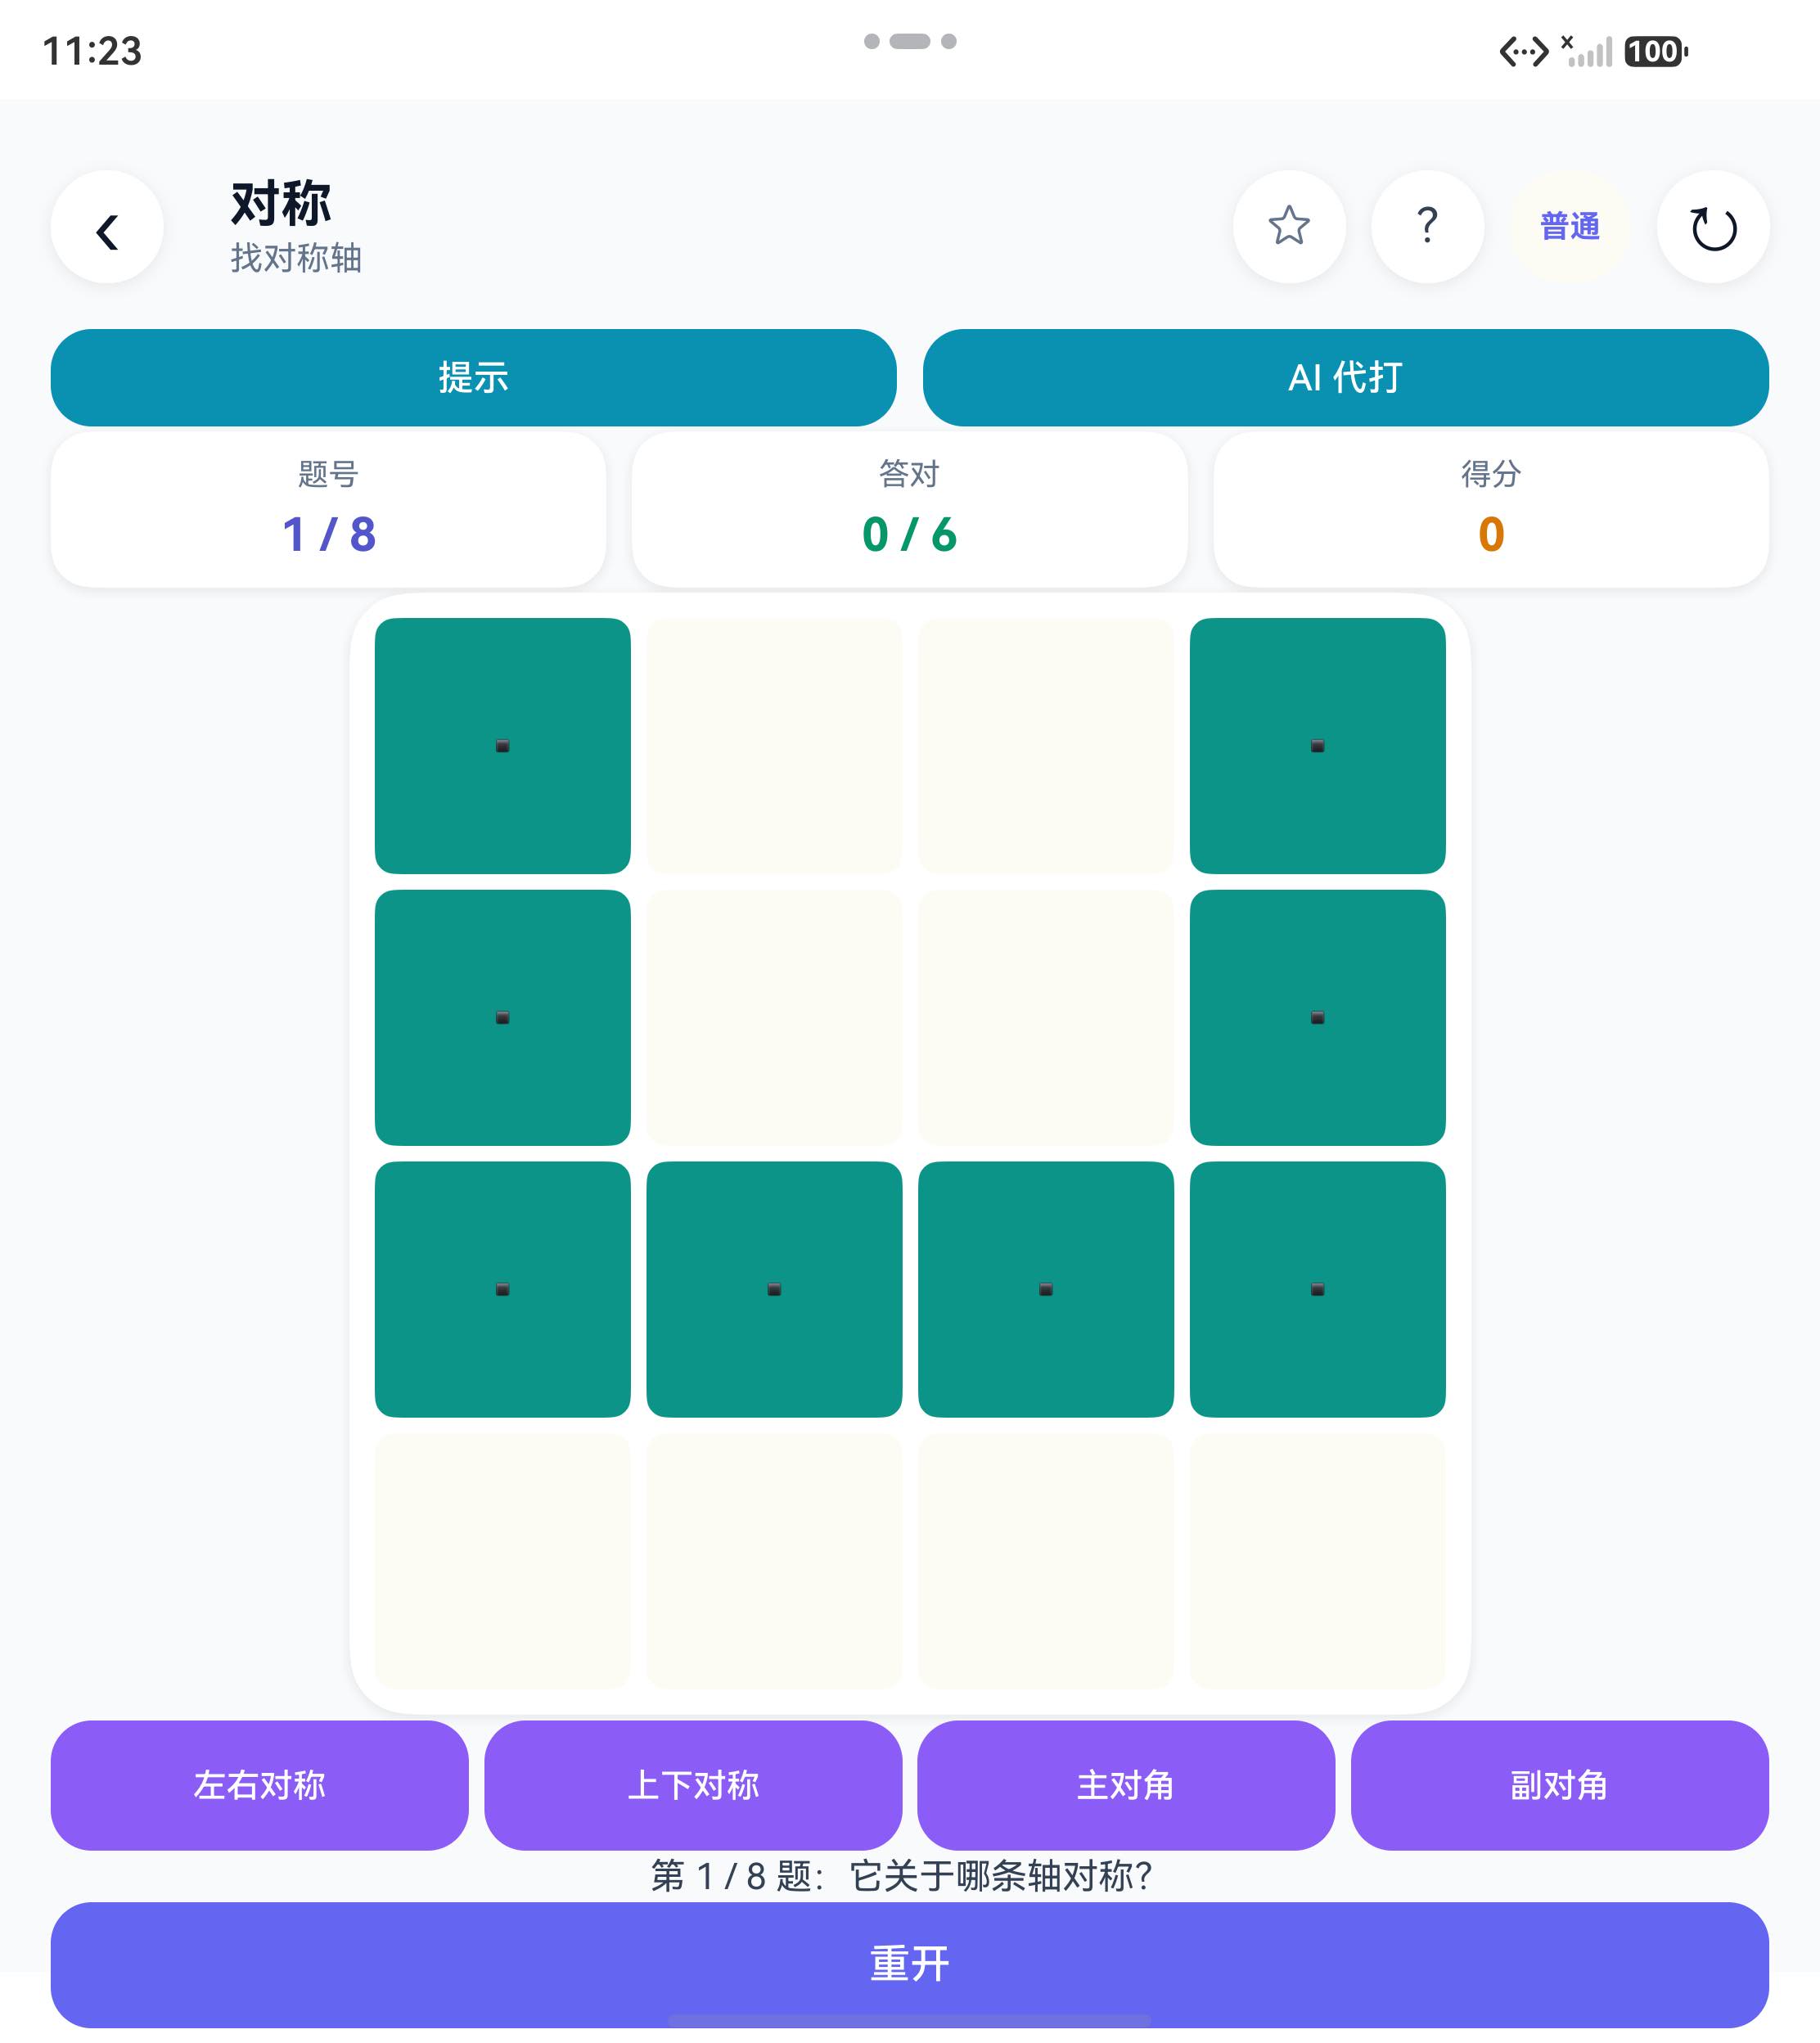 11:23
100
对称
找对称轴
?
普通
提示
AI 代打
题号
答对
得分
1 / 8
0 / 6
0
左右对称
上下对称
主对角
副对角
第 1 / 8 题：它关于哪条轴对称？
重开